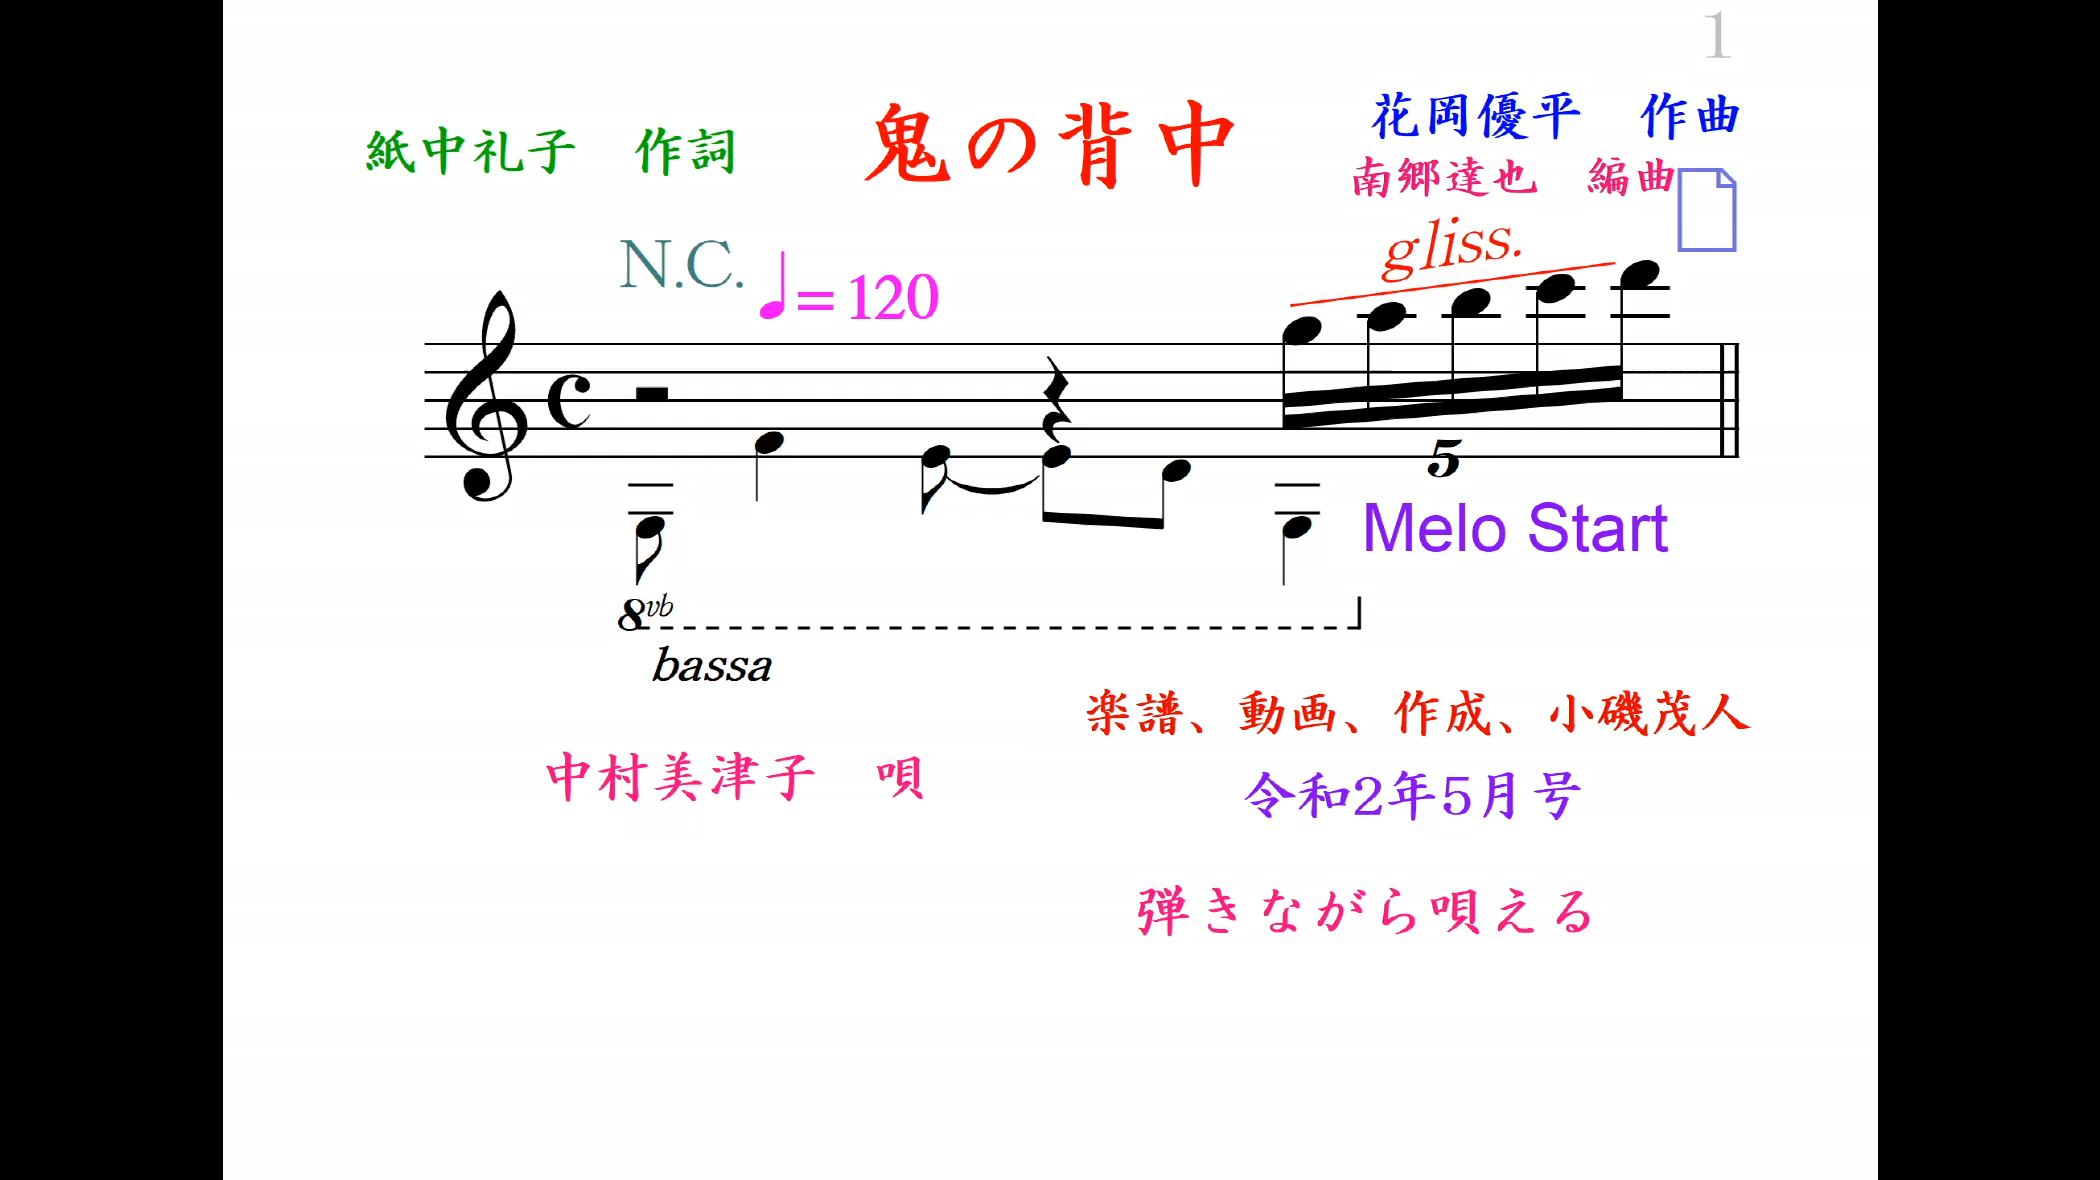 1
紙中礼子 作詞
鬼の背中
花岡優平 作曲
南郷達也 編曲
N.C.
= 120
gliss.
5
Melo Start
8vb
bassa
楽譜、動画、作成、小磯茂人
中村美津子 唄
令和2年5月号
弾きながら唄える